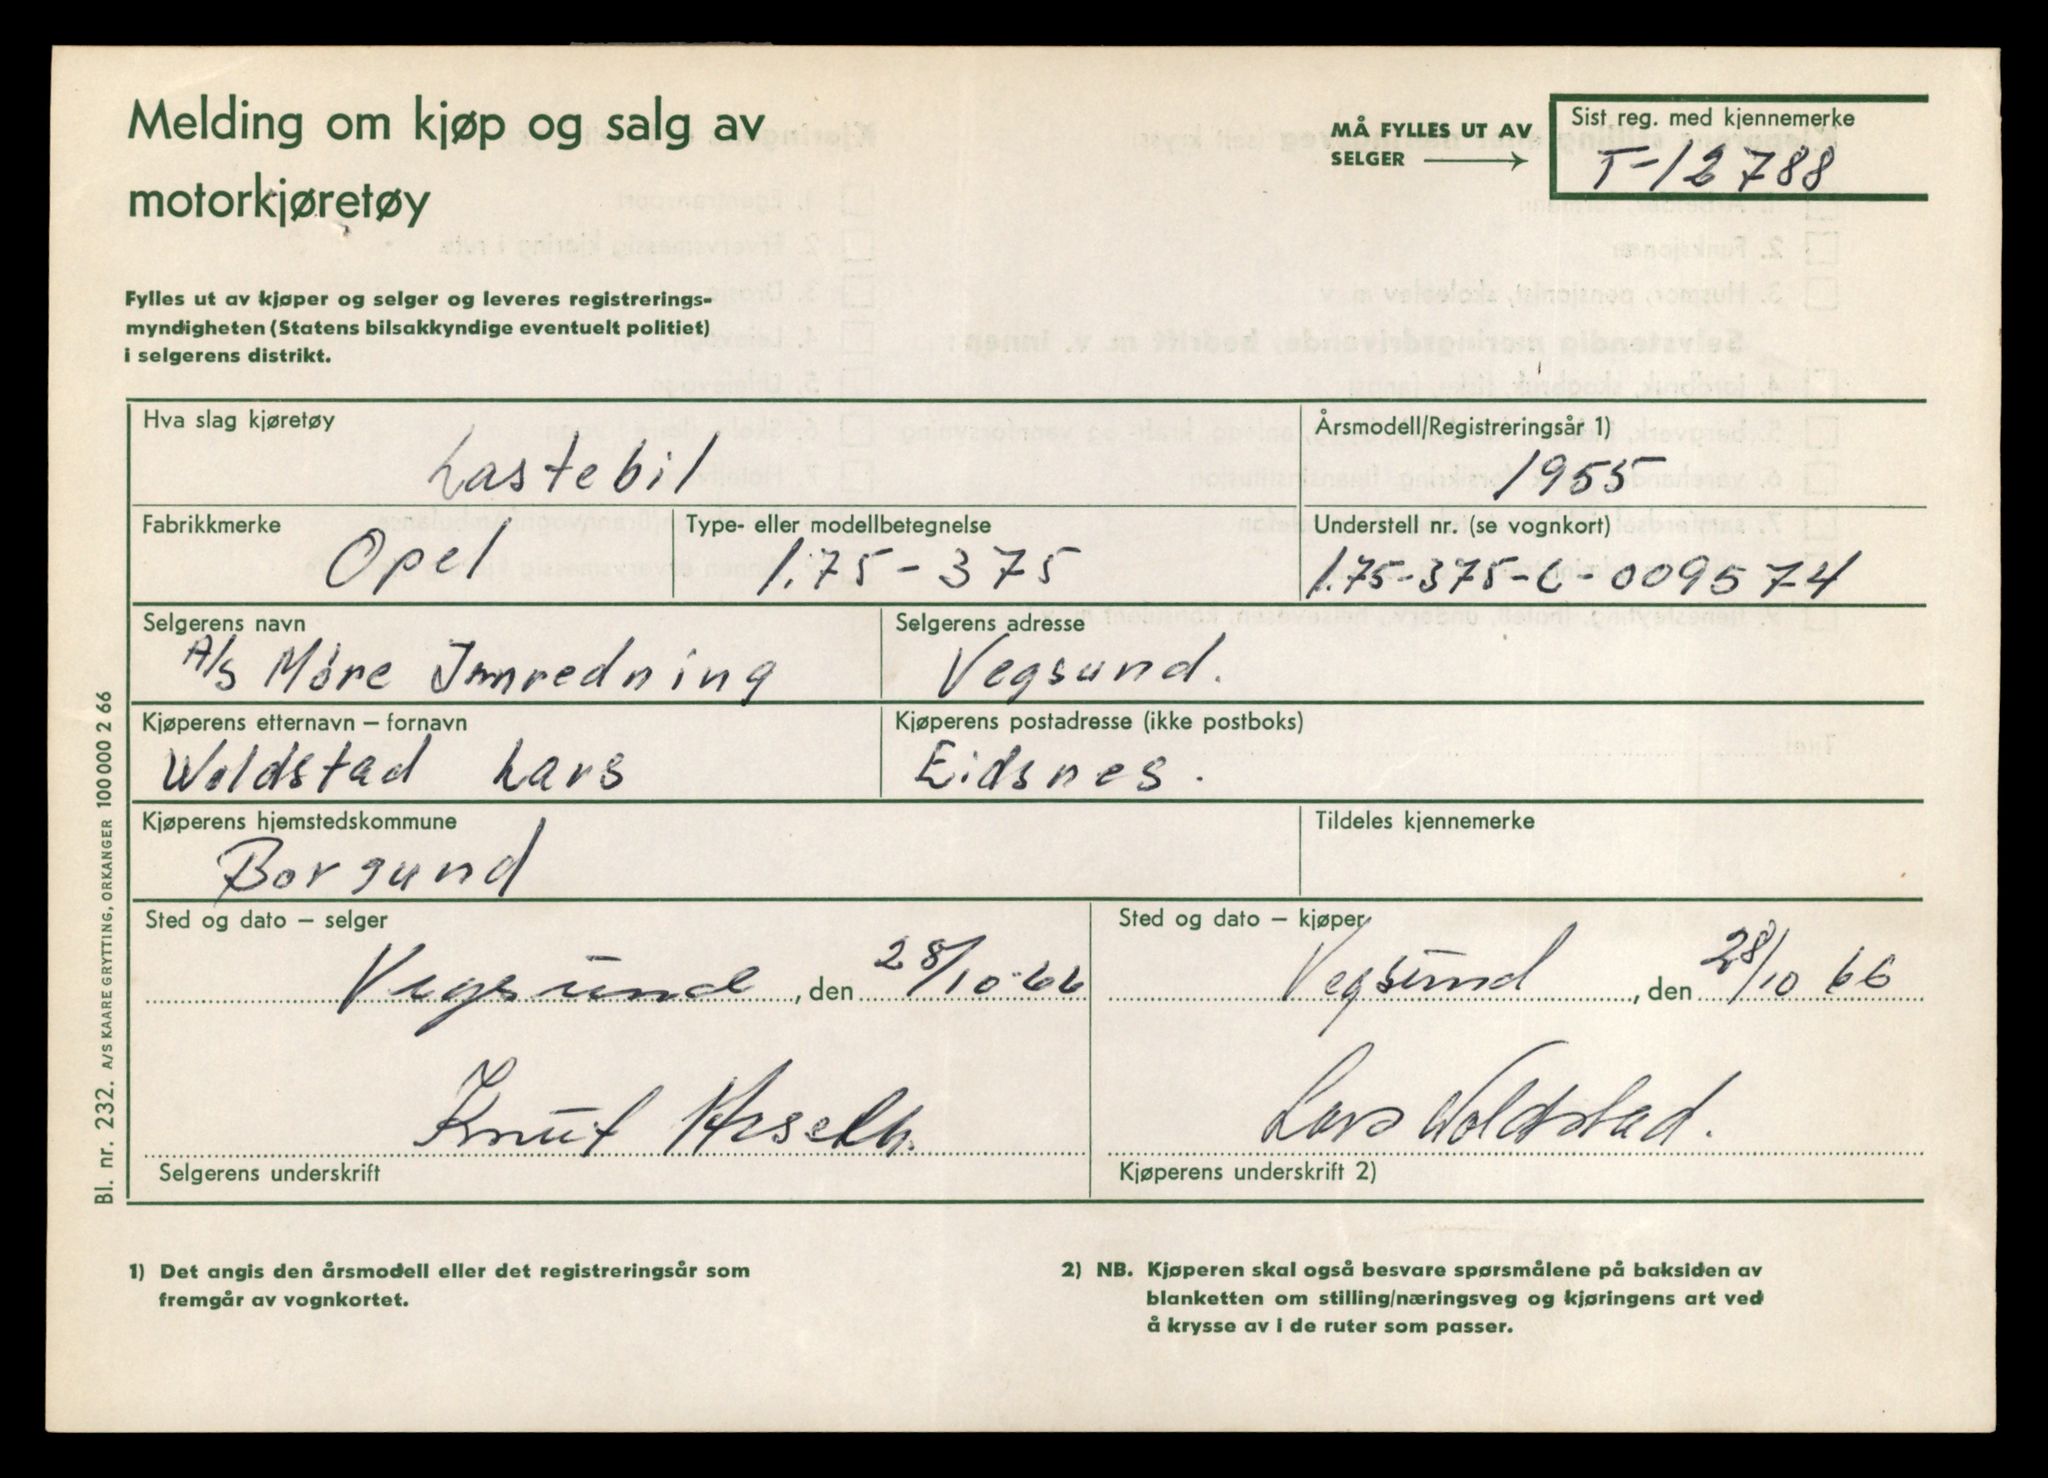 Melding om kjøp og salg av
motorkjøretøy
MÅ FYLLES UT AV
SELGER
Sist reg. med kjennemerke
T-12788
Fylles ut av kjøper og selger og leveres registrerings-
myndigheten (Statens bilsakkyndige eventuelt politiet)
i selgerens distrikt.
Hva slag kjøretøy
Lastebil
Årsmodell/Registreringsår 1)
1955
Fabrikkmerke
Opel
Type- eller modellbetegnelse
1.75-375
Understell nr. (se vognkort)
1.75-375-C-009574
Selgerens navn
A/S Möre Innredning
Selgerens adresse
Vegsund.
Kjøperens etternavn – fornavn
Woldstad Lars
Kjøperens postadresse (ikke postboks)
Eidsnes.
Kjøperens hjemstedskommune
Borgund
Tildeles kjennemerke
Sted og dato – selger
Vegsund, den 28/10-66
Sted og dato – kjøper
Vegsund, den 28/10 66
Knut
Selgerens underskrift
Lars Woldstad.
Kjøperens underskrift 2)
1) Det angis den årsmodell eller det registreringsår som
fremgår av vognkortet.
2) NB. Kjøperen skal også besvare spørsmålene på baksiden av
blanketten om stilling/næringsveg og kjøringens art ved
å krysse av i de ruter som passer.
Bl. nr. 232. A/S KAARE GRYTTING, ORKANGER 100 000 2 66